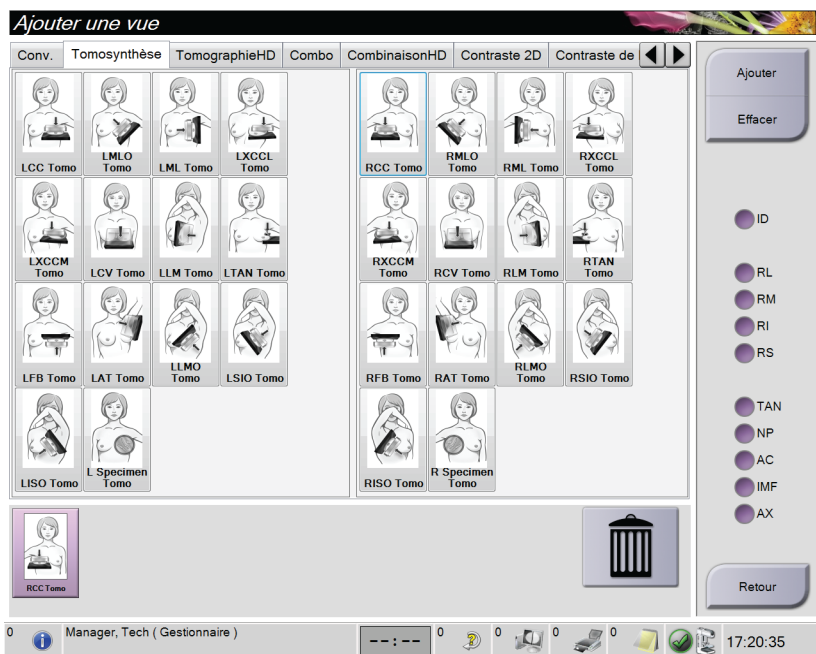 Ajouter une vue
Conv. Tomosynthèse TomographieHD Combo CombinaisonHD Contraste 2D Contraste de
LCC Tomo
LMLO
Tomo
LML Tomo
LXCCL
Tomo
RCC Tomo
RMLO
Tomo
RML Tomo
RXCCL
Tomo
LXCCM
Tomo
LCV Tomo
LLM Tomo
LTAN Tomo
RXCCM
Tomo
RCV Tomo
RLM Tomo
RTAN
Tomo
LFB Tomo
LAT Tomo
LLMO
Tomo
LSIO Tomo
RFB Tomo
RAT Tomo
RLMO
Tomo
RSIO Tomo
LISO Tomo
L Specimen
Tomo
RISO Tomo
R Specimen
Tomo
RCC Tomo
Ajouter
Effacer
ID
RL
RM
RI
RS
TAN
NP
AC
IMF
AX
Retour
0 Manager, Tech ( Gestionnaire ) --:-- 0 0 0 0 17:20:35